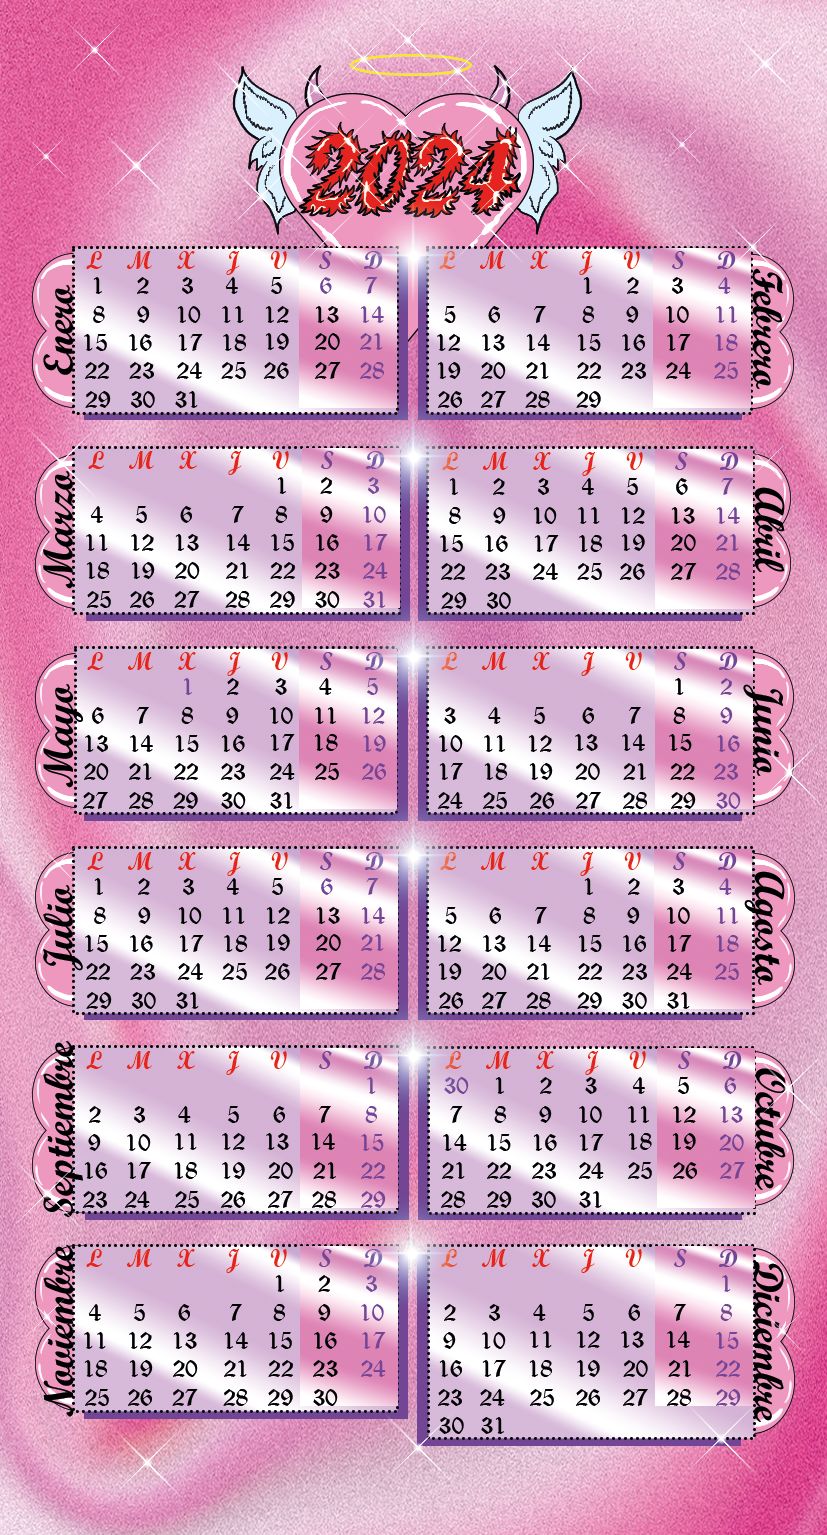 2024
Enero
L M X J V S D
1 2 3 4 5 6 7
8 9 10 11 12 13 14
15 16 17 18 19 20 21
22 23 24 25 26 27 28
29 30 31
Febrero
L M X J V S D
1 2 3 4
5 6 7 8 9 10 11
12 13 14 15 16 17 18
19 20 21 22 23 24 25
26 27 28 29
Marzo
L M X J V S D
1 2 3
4 5 6 7 8 9 10
11 12 13 14 15 16 17
18 19 20 21 22 23 24
25 26 27 28 29 30 31
Abril
L M X J V S D
1 2 3 4 5 6 7
8 9 10 11 12 13 14
15 16 17 18 19 20 21
22 23 24 25 26 27 28
29 30
Mayo
L M X J V S D
1 2 3 4 5
6 7 8 9 10 11 12
13 14 15 16 17 18 19
20 21 22 23 24 25 26
27 28 29 30 31
Junio
L M X J V S D
1 2
3 4 5 6 7 8 9
10 11 12 13 14 15 16
17 18 19 20 21 22 23
24 25 26 27 28 29 30
Julio
L M X J V S D
1 2 3 4 5 6 7
8 9 10 11 12 13 14
15 16 17 18 19 20 21
22 23 24 25 26 27 28
29 30 31
Agosto
L M X J V S D
1 2 3 4
5 6 7 8 9 10 11
12 13 14 15 16 17 18
19 20 21 22 23 24 25
26 27 28 29 30 31
Septiembre
L M X J V S D
1
2 3 4 5 6 7 8
9 10 11 12 13 14 15
16 17 18 19 20 21 22
23 24 25 26 27 28 29
Octubre
L M X J V S D
30 1 2 3 4 5 6
7 8 9 10 11 12 13
14 15 16 17 18 19 20
21 22 23 24 25 26 27
28 29 30 31
Noviembre
L M X J V S D
1 2 3
4 5 6 7 8 9 10
11 12 13 14 15 16 17
18 19 20 21 22 23 24
25 26 27 28 29 30
Diciembre
L M X J V S D
1
2 3 4 5 6 7 8
9 10 11 12 13 14 15
16 17 18 19 20 21 22
23 24 25 26 27 28 29
30 31